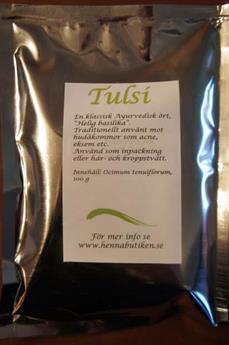 Tulsi
En klassisk Ayurvedisk ört,
"Helig basilika".
Traditionellt använt mot
hudåkommor som acne,
eksem etc.
Använd som inpackning
eller hår- och kroppstvätt.
Innehåll: Ocimum tenuiflorum,
100 g
För mer info se
www.hennabutiken.se